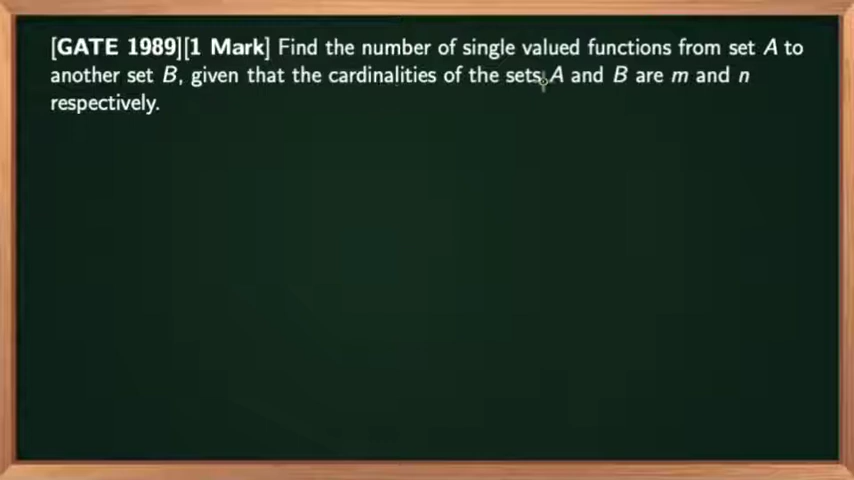 [GATE 1989][1 Mark] Find the number of single valued functions from set A to
another set B, given that the cardinalities of the sets A and B are m and n
respectively.